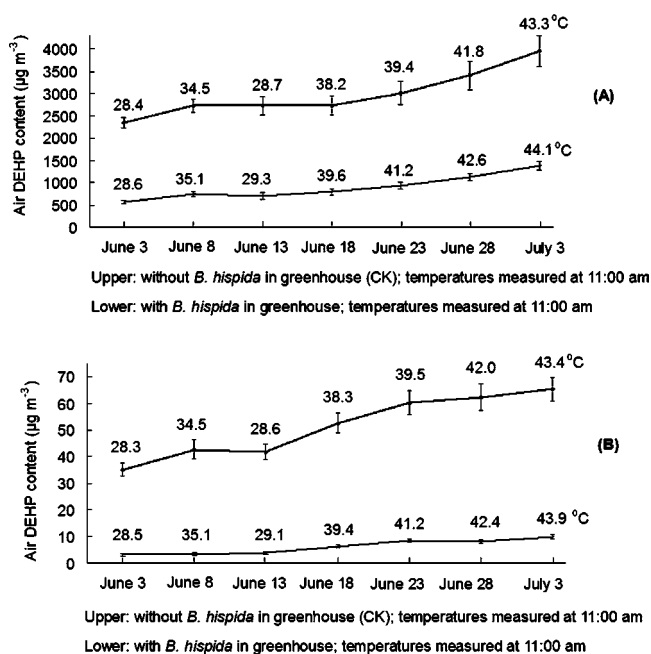 43.3 °C
4000
41.8
3500
39.4
38.2
34.5
28.7
28.4
3000
2500
(A)
2000
1500
44.1 °C
42.6
41.2
39.6
35.1
29.3
28.6
1000
500
0
Air DEHP content (µg m⁻³)
June 3 June 8 June 13 June 18 June 23 June 28 July 3
Upper: without B. hispida in greenhouse (CK); temperatures measured at 11:00 am
Lower: with B. hispida in greenhouse; temperatures measured at 11:00 am
43.4 °C
42.0
39.5
38.3
70
60
34.5
28.6
28.3
50
40
(B)
30
20
43.9 °C
42.4
41.2
39.4
35.1
29.1
28.5
10
0
Air DEHP content (µg m⁻³)
June 3 June 8 June 13 June 18 June 23 June 28 July 3
Upper: without B. hispida in greenhouse (CK); temperatures measured at 11:00 am
Lower: with B. hispida in greenhouse; temperatures measured at 11:00 am